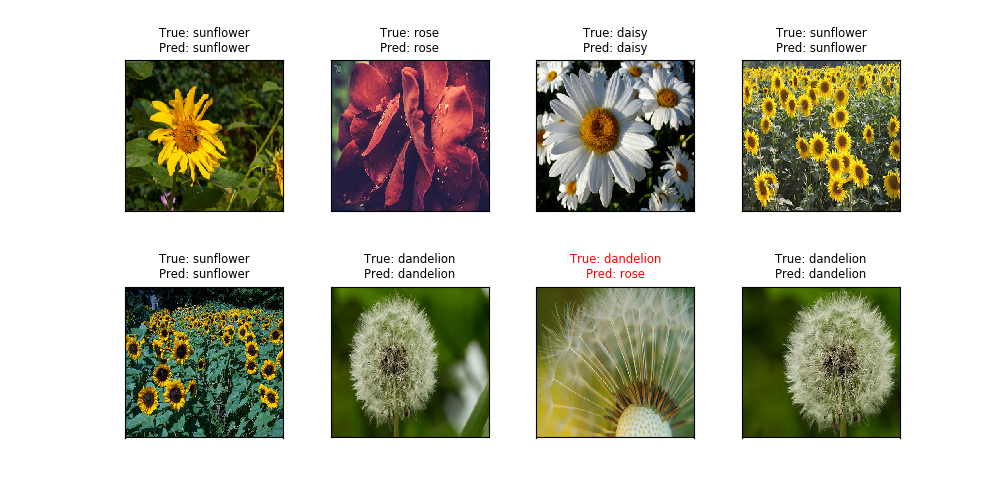 True: sunflower
Pred: sunflower
True: rose
Pred: rose
True: daisy
Pred: daisy
True: sunflower
Pred: sunflower
True: sunflower
Pred: sunflower
True: dandelion
Pred: dandelion
True: dandelion
Pred: rose
True: dandelion
Pred: dandelion